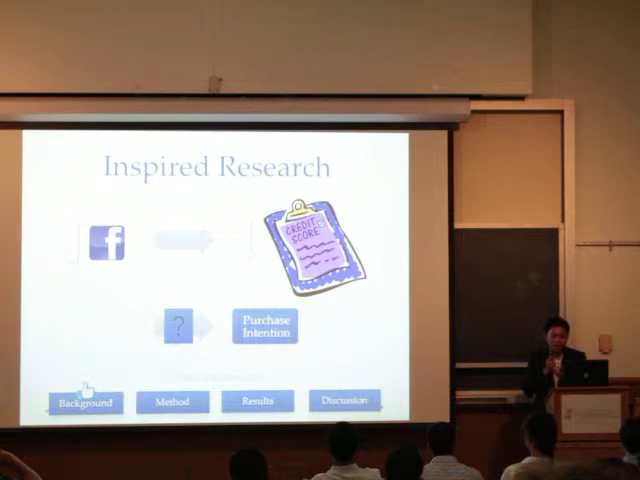 Inspired Research
f
CREDIT
SCORE
?
Purchase
Intention
Background
Method
Results
Discussion